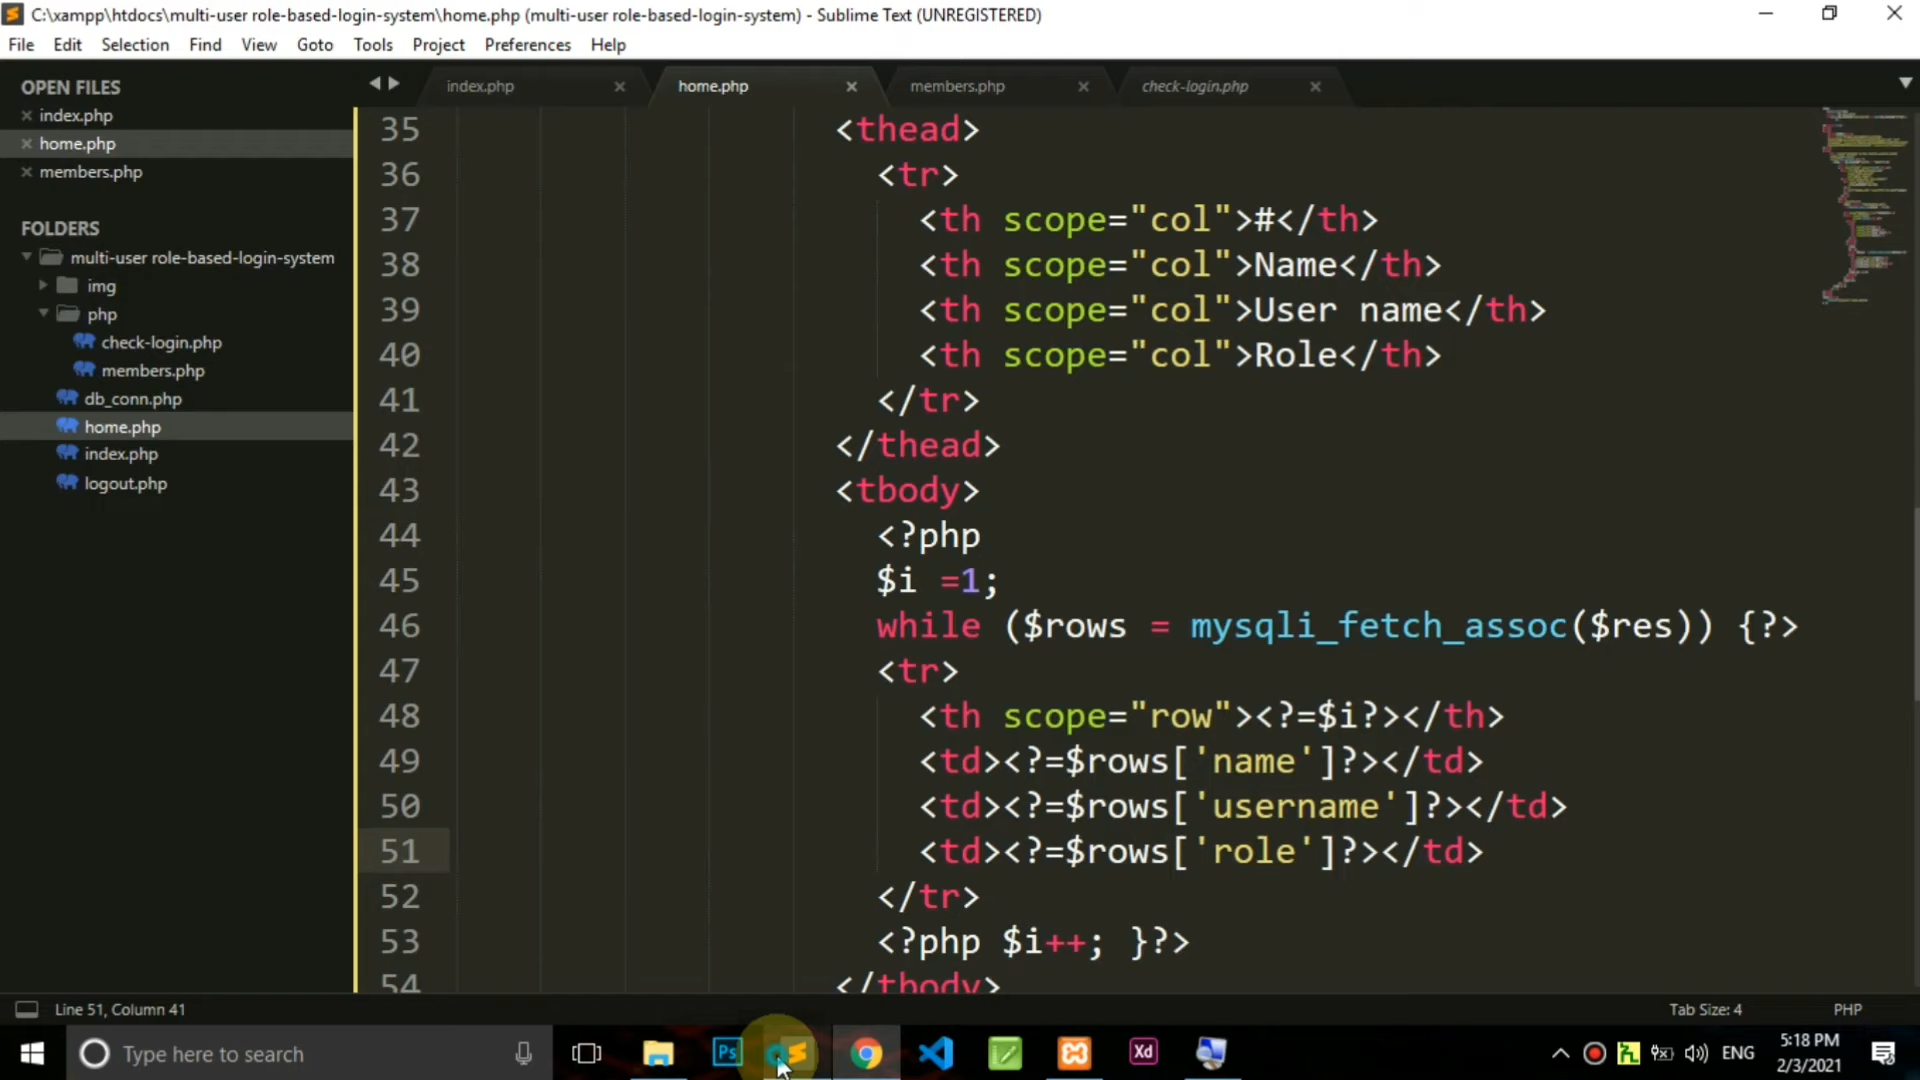 C:\xampp\htdocs\multi-user role-based-login-system\home.php (multi-user role-based-login-system) - Sublime Text (UNREGISTERED)
File Edit Selection Find View Goto Tools Project Preferences Help
OPEN FILES
index.php
home.php
members.php
FOLDERS
multi-user role-based-login-system
img
php
check-login.php
members.php
db_conn.php
home.php
index.php
logout.php
index.php home.php members.php check-login.php
35 <thead>
36 <tr>
37 <th scope="col">#</th>
38 <th scope="col">Name</th>
39 <th scope="col">User name</th>
40 <th scope="col">Role</th>
41 </tr>
42 </thead>
43 <tbody>
44 <?php
45 $i =1;
46 while ($rows = mysqli_fetch_assoc($res)) {?>
47 <tr>
48 <th scope="row"><?=$i?></th>
49 <td><?=$rows['name']?></td>
50 <td><?=$rows['username']?></td>
51 <td><?=$rows['role']?></td>
52 </tr>
53 <?php $i++; }?>
54 </tbody>
Line 51, Column 41 Tab Size: 4 PHP
Type here to search Ps Xd ENG
5:18 PM
2/3/2021